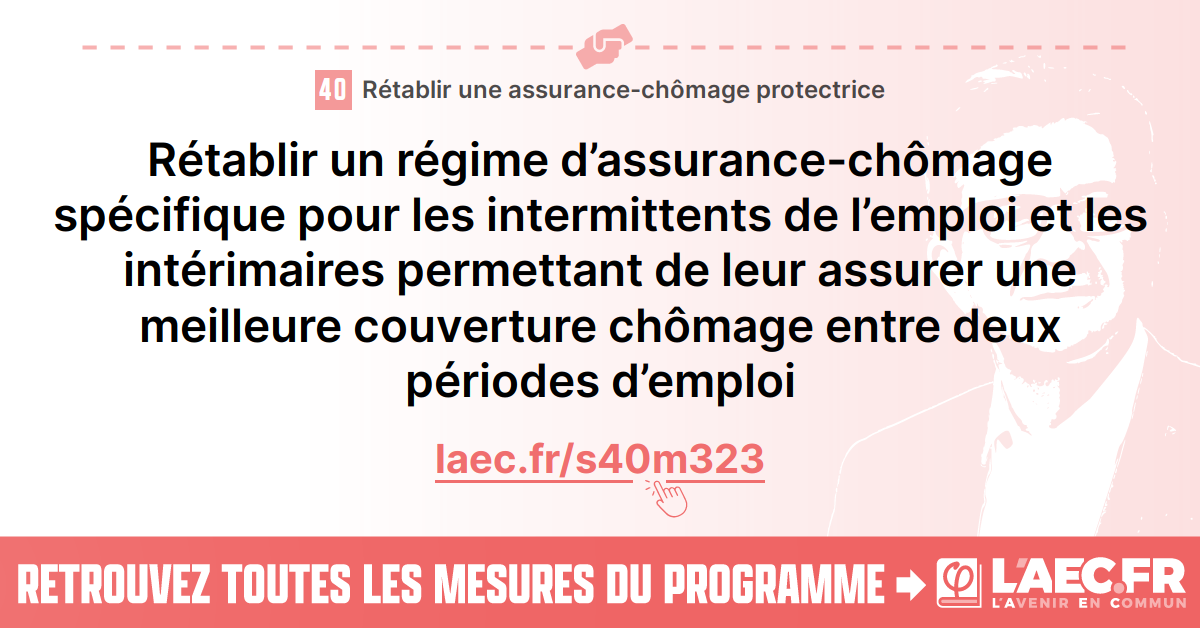 40 Rétablir une assurance-chômage protectrice
Rétablir un régime d’assurance-chômage
spécifique pour les intermittents de l’emploi et les
intérimaires permettant de leur assurer une
meilleure couverture chômage entre deux
périodes d’emploi
laec.fr/s40m323
RETROUVEZ TOUTES LES MESURES DU PROGRAMME
φ L'AEC.FR
L'AVENIR EN COMMUN